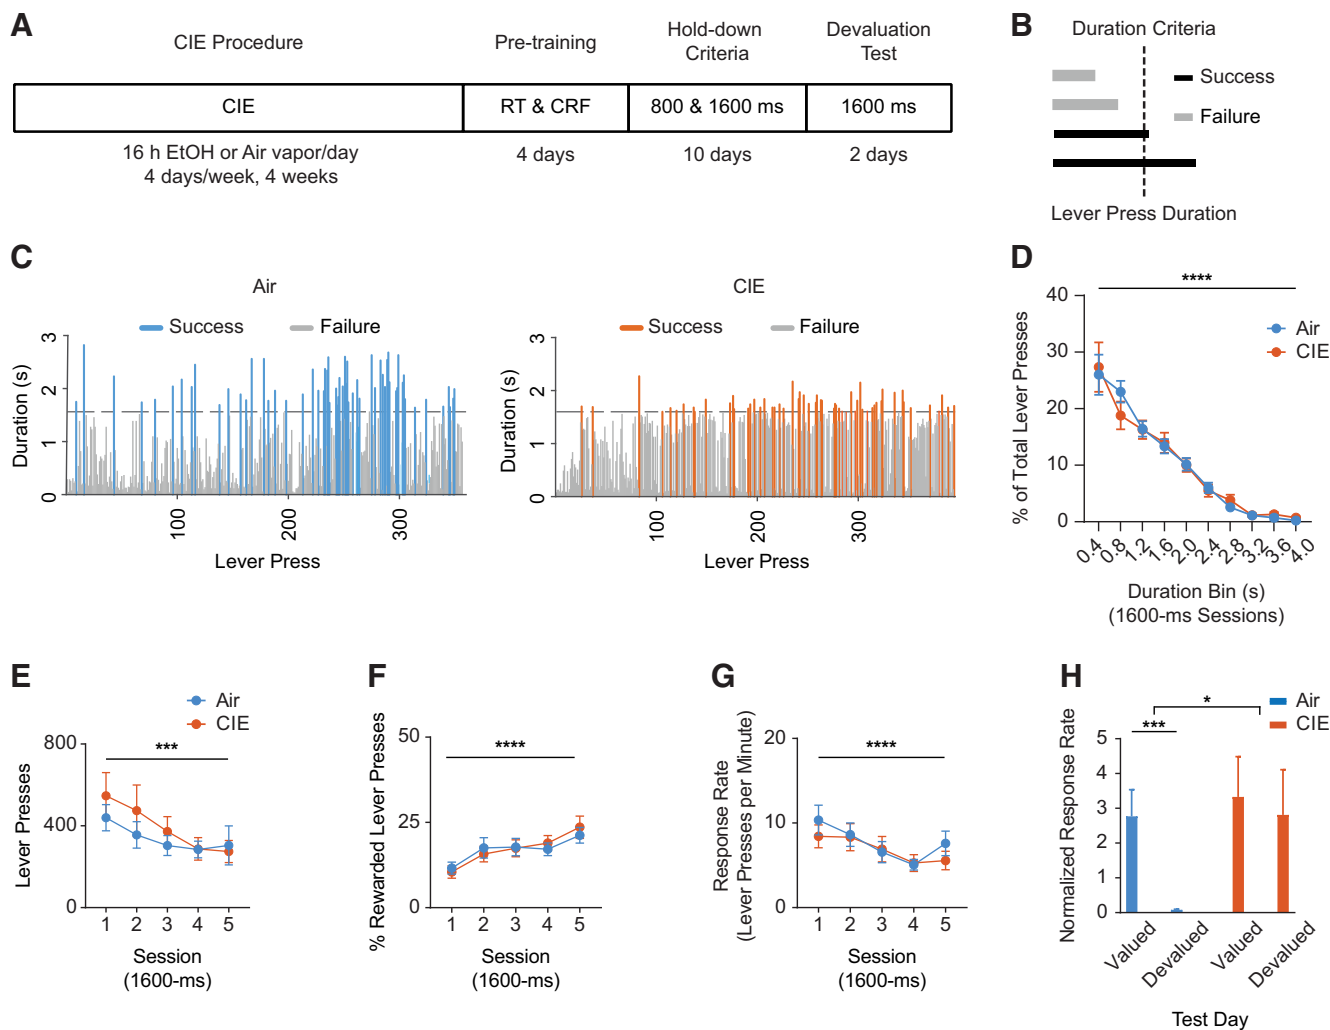 A
CIE Procedure
Pre-training
Hold-down
Criteria
Devaluation
Test
CIE
RT & CRF
800 & 1600 ms
1600 ms
16 h EtOH or Air vapor/day
4 days/week, 4 weeks
4 days
10 days
2 days
B
Duration Criteria
Success
Failure
Lever Press Duration
C
Air
Success
Failure
Duration (s)
3
2
1
0
100
200
300
Lever Press
CIE
Success
Failure
Duration (s)
3
2
1
0
100
200
300
Lever Press
D
****
Air
CIE
% of Total Lever Presses
40
30
20
10
0
0.4
0.8
1.2
1.6
2.0
2.4
2.8
3.2
3.6
4.0
Duration Bin (s)
(1600-ms Sessions)
E
Air
CIE
***
Lever Presses
800
400
0
1 2 3 4 5
Session
(1600-ms)
F
****
% Rewarded Lever Presses
50
25
0
1 2 3 4 5
Session
(1600-ms)
G
****
Response Rate
(Lever Presses per Minute)
20
10
0
1 2 3 4 5
Session
(1600-ms)
H
Air
CIE
*
***
Normalized Response Rate
5
4
3
2
1
0
Valued
Devalued
Valued
Devalued
Test Day